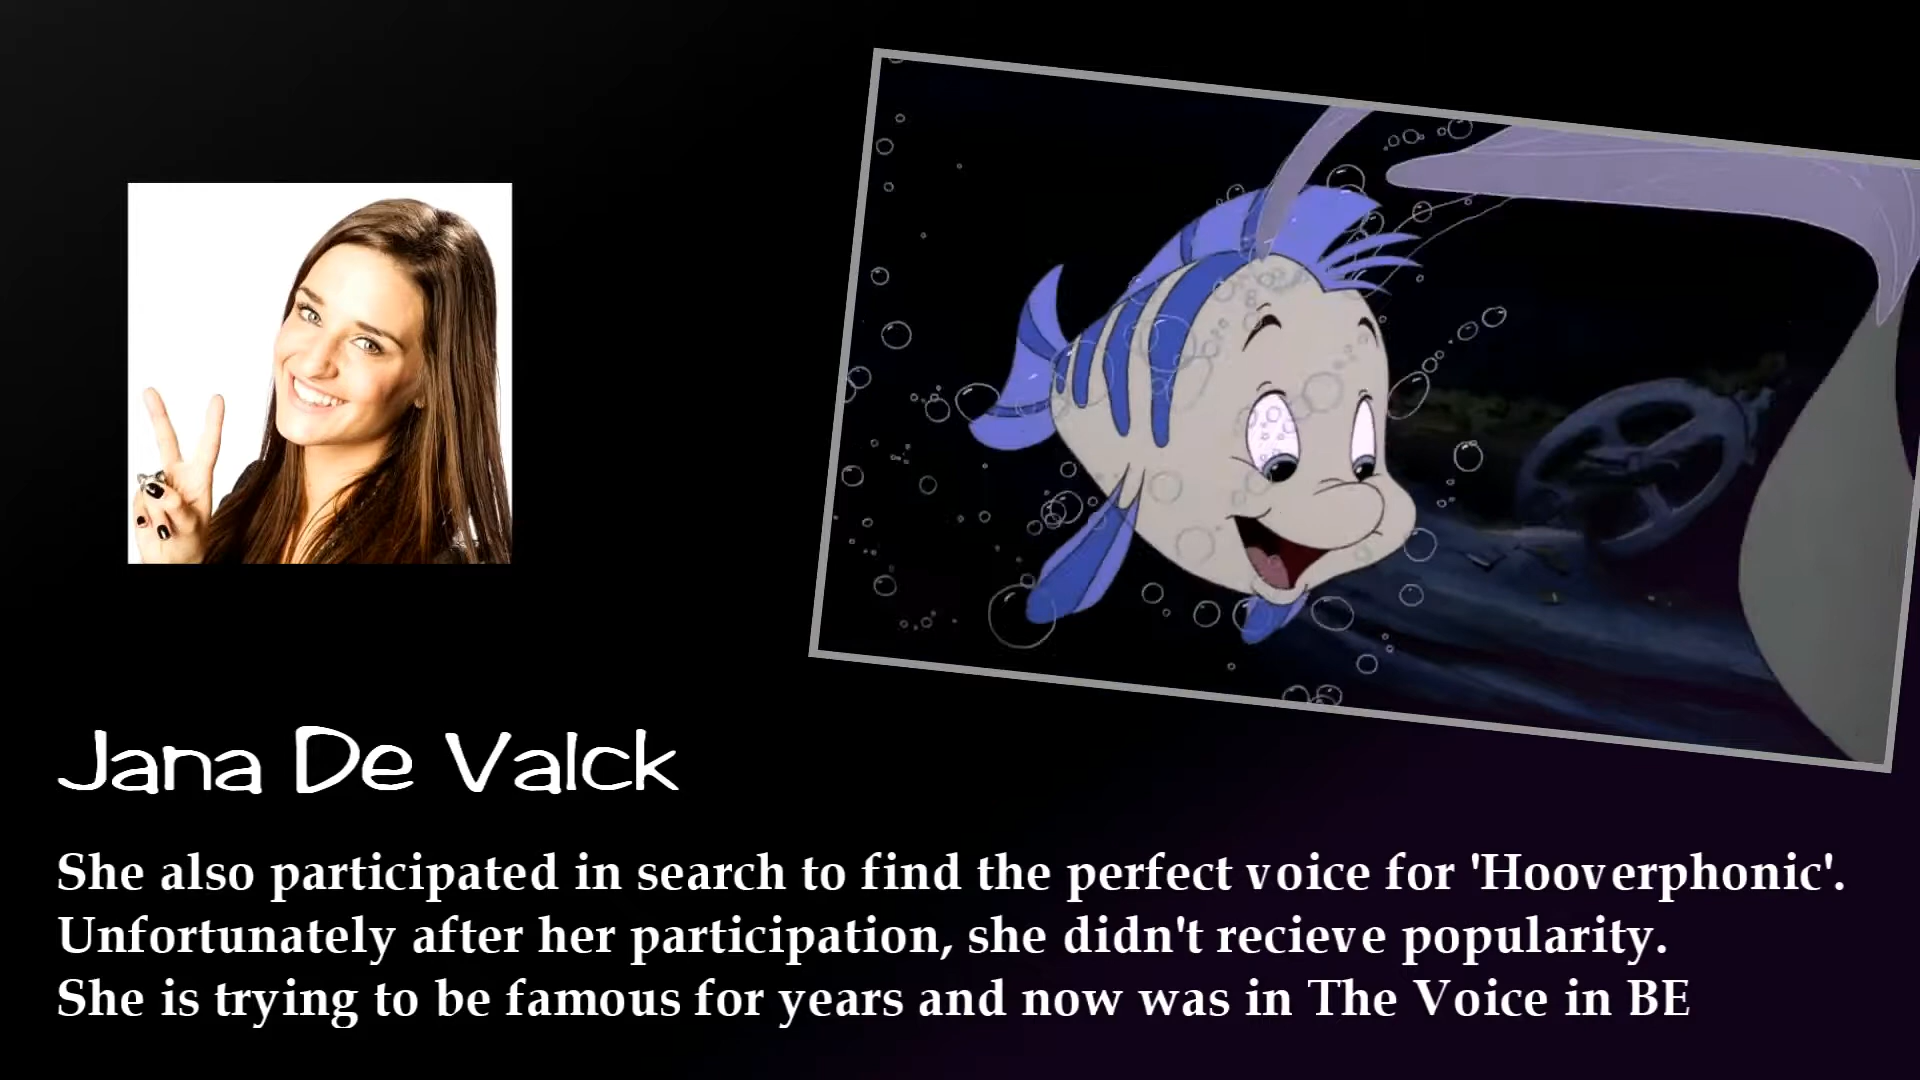 Jana De Valck
She also participated in search to find the perfect voice for 'Hooverphonic'.
Unfortunately after her participation, she didn't recieve popularity.
She is trying to be famous for years and now was in The Voice in BE